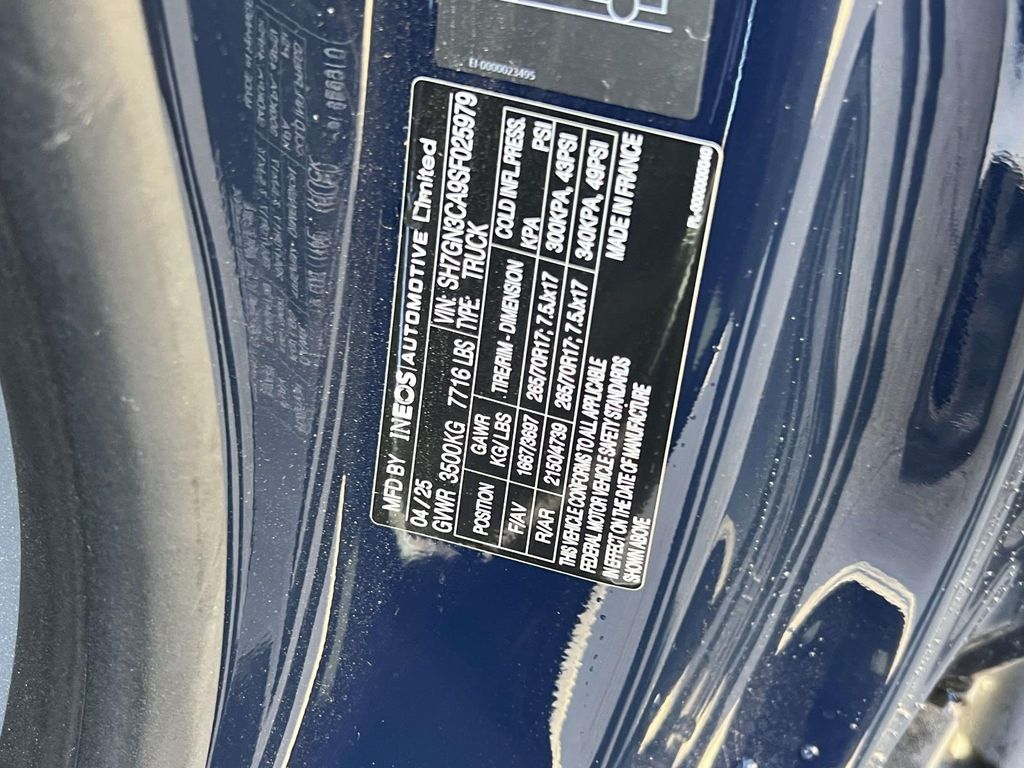 EI-0000023495
MFD BY INEOS | AUTOMOTIVE Limited
04 / 25
GVWR 3500KG 7716 LBS VIN: SH7GN3CA9SF025979
TYPE: TRUCK
POSITION GAWR KG/ LBS TIRE/RIM - DIMENSION COLD INFL.PRESS. KPA PSI
F/AV 1667/3697 265/70R17; 7.5Jx17 300KPA, 43PSI
R/AR 2150/4739 265/70R17; 7.5Jx17 340KPA, 49PSI
THIS VEHICLE CONFORMS TO ALL APPLICABLE
FEDERAL MOTOR VEHICLE SAFETY STANDARDS
IN EFFECT ON THE DATE OF MANUFACTURE
SHOWN ABOVE
MADE IN FRANCE